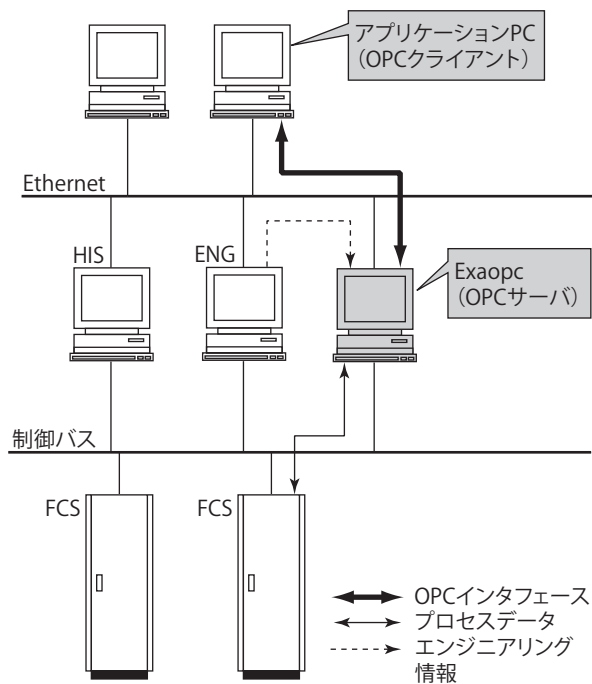 アプリケーションPC
（OPCクライアント）
Ethernet
HIS
ENG
Exaopc
（OPCサーバ）
制御バス
FCS
FCS
OPCインタフェース
プロセスデータ
エンジニアリング
情報